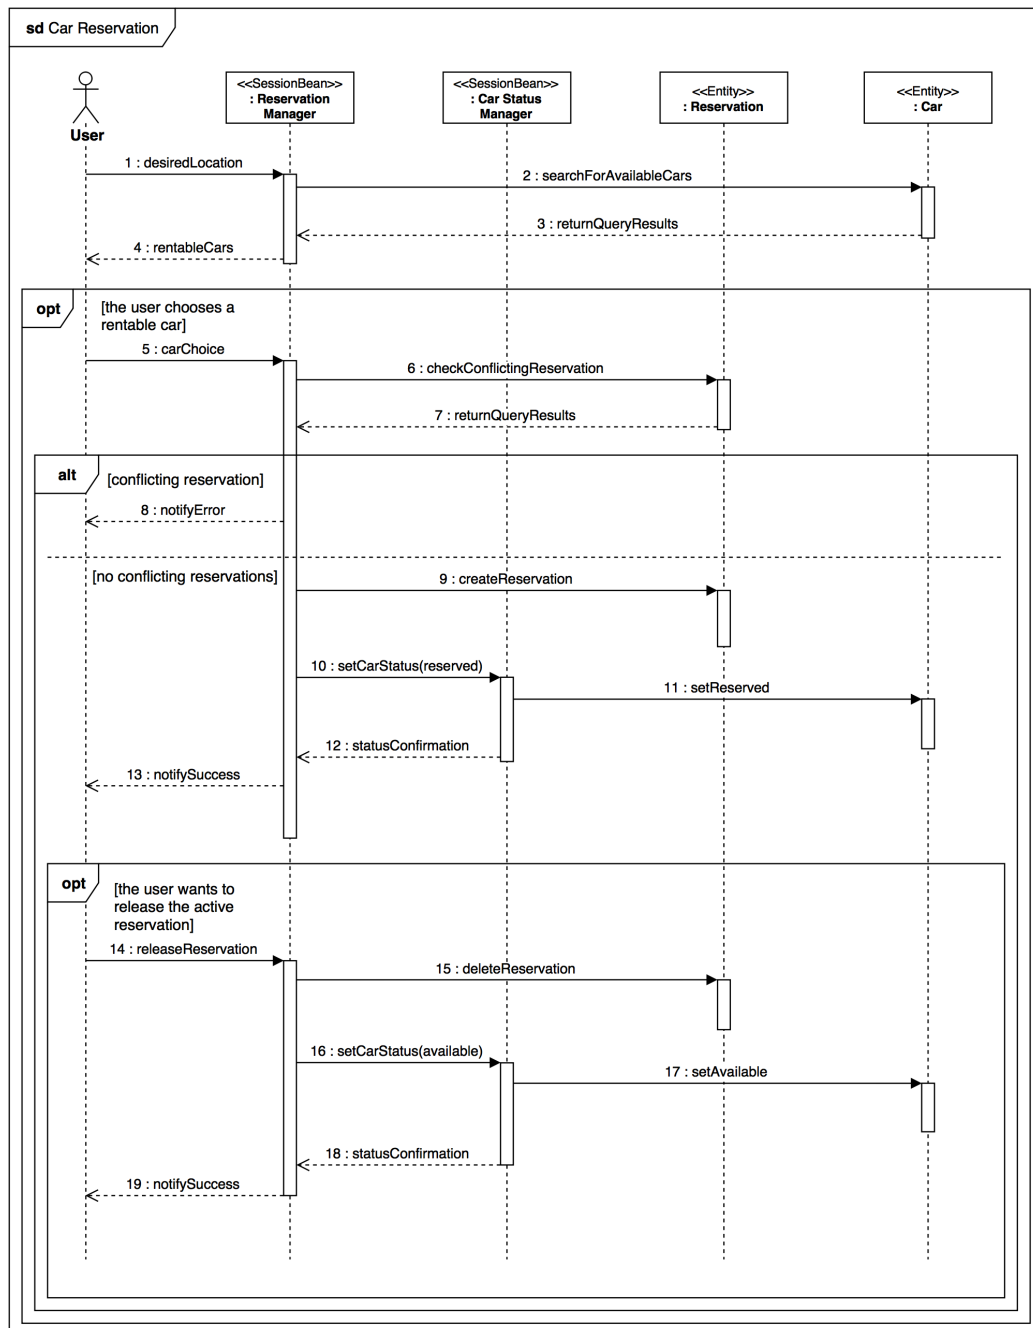 sd Car Reservation
User
<<SessionBean>>
: Reservation
Manager
<<SessionBean>>
: Car Status
Manager
<<Entity>>
: Reservation
<<Entity>>
: Car
1 : desiredLocation
2 : searchForAvailableCars
3 : returnQueryResults
4 : rentableCars
opt
[the user chooses a
rentable car]
5 : carChoice
6 : checkConflictingReservation
7 : returnQueryResults
alt
[conflicting reservation]
8 : notifyError
[no conflicting reservations]
9 : createReservation
10 : setCarStatus(reserved)
11 : setReserved
12 : statusConfirmation
13 : notifySuccess
opt
[the user wants to
release the active
reservation]
14 : releaseReservation
15 : deleteReservation
16 : setCarStatus(available)
17 : setAvailable
18 : statusConfirmation
19 : notifySuccess